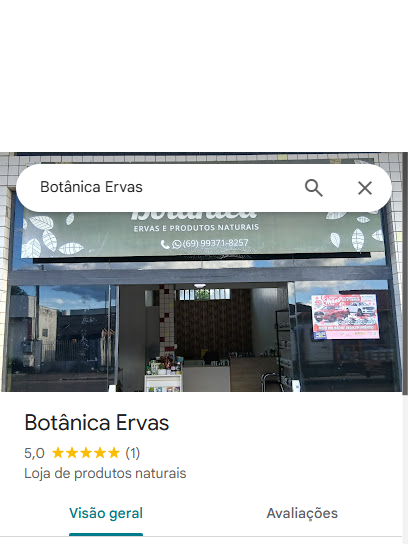 Botânica Ervas
Botânica
ERVAS E PRODUTOS NATURAIS
(69) 99371-8257
Botânica Ervas
5,0 ★★★★★ (1)
Loja de produtos naturais
Visão geral
Avaliações